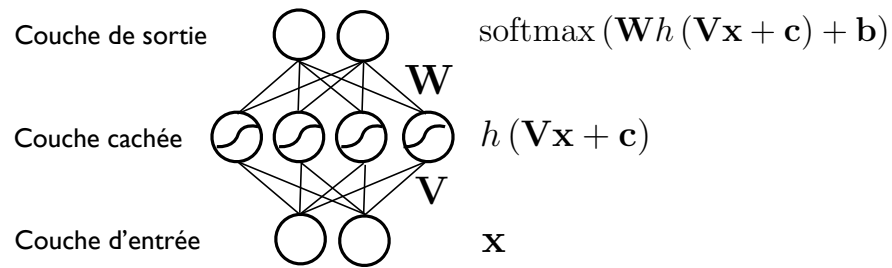 Couche de sortie softmax (Wh (Vx + c) + b)
W
Couche cachée h (Vx + c)
V
Couche d'entrée x